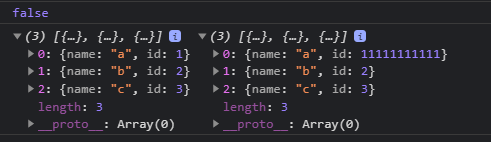 false
(3) [{…}, {…}, {…}] i (3) [{…}, {…}, {…}] i
0: {name: "a", id: 1} 0: {name: "a", id: 11111111111}
1: {name: "b", id: 2} 1: {name: "b", id: 2}
2: {name: "c", id: 3} 2: {name: "c", id: 3}
length: 3 length: 3
__proto__: Array(0) __proto__: Array(0)